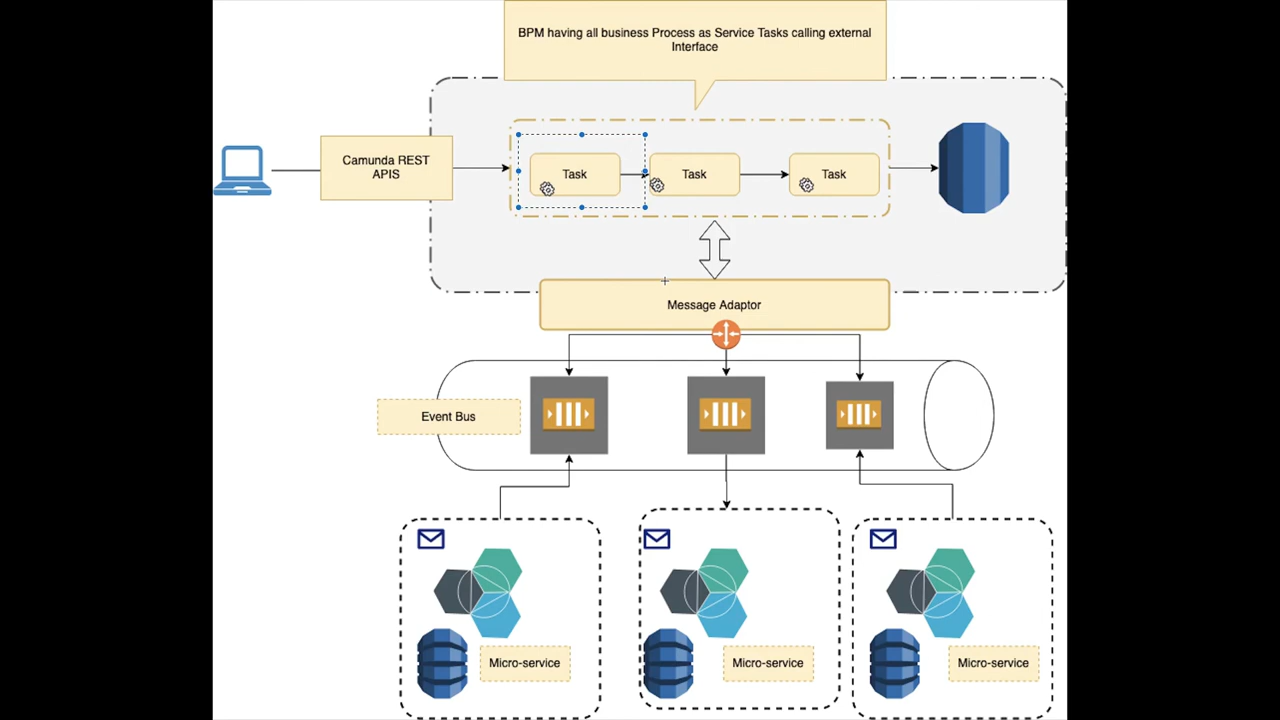 BPM having all business Process as Service Tasks calling external
Interface
Camunda REST
APIS
Task
Task
Task
Message Adaptor
Event Bus
Micro-service
Micro-service
Micro-service